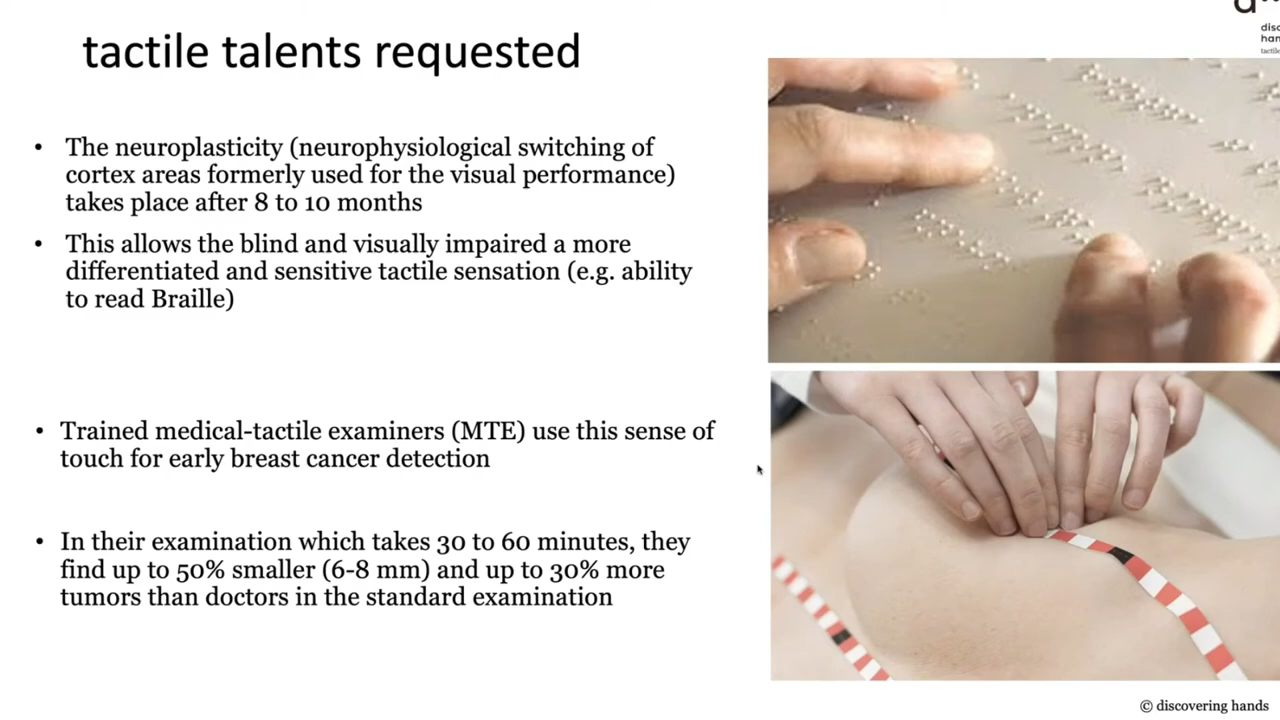 tactile talents requested
• The neuroplasticity (neurophysiological switching of
cortex areas formerly used for the visual performance)
takes place after 8 to 10 months
• This allows the blind and visually impaired a more
differentiated and sensitive tactile sensation (e.g. ability
to read Braille)
• Trained medical-tactile examiners (MTE) use this sense of
touch for early breast cancer detection
• In their examination which takes 30 to 60 minutes, they
find up to 50% smaller (6-8 mm) and up to 30% more
tumors than doctors in the standard examination
© discovering hands